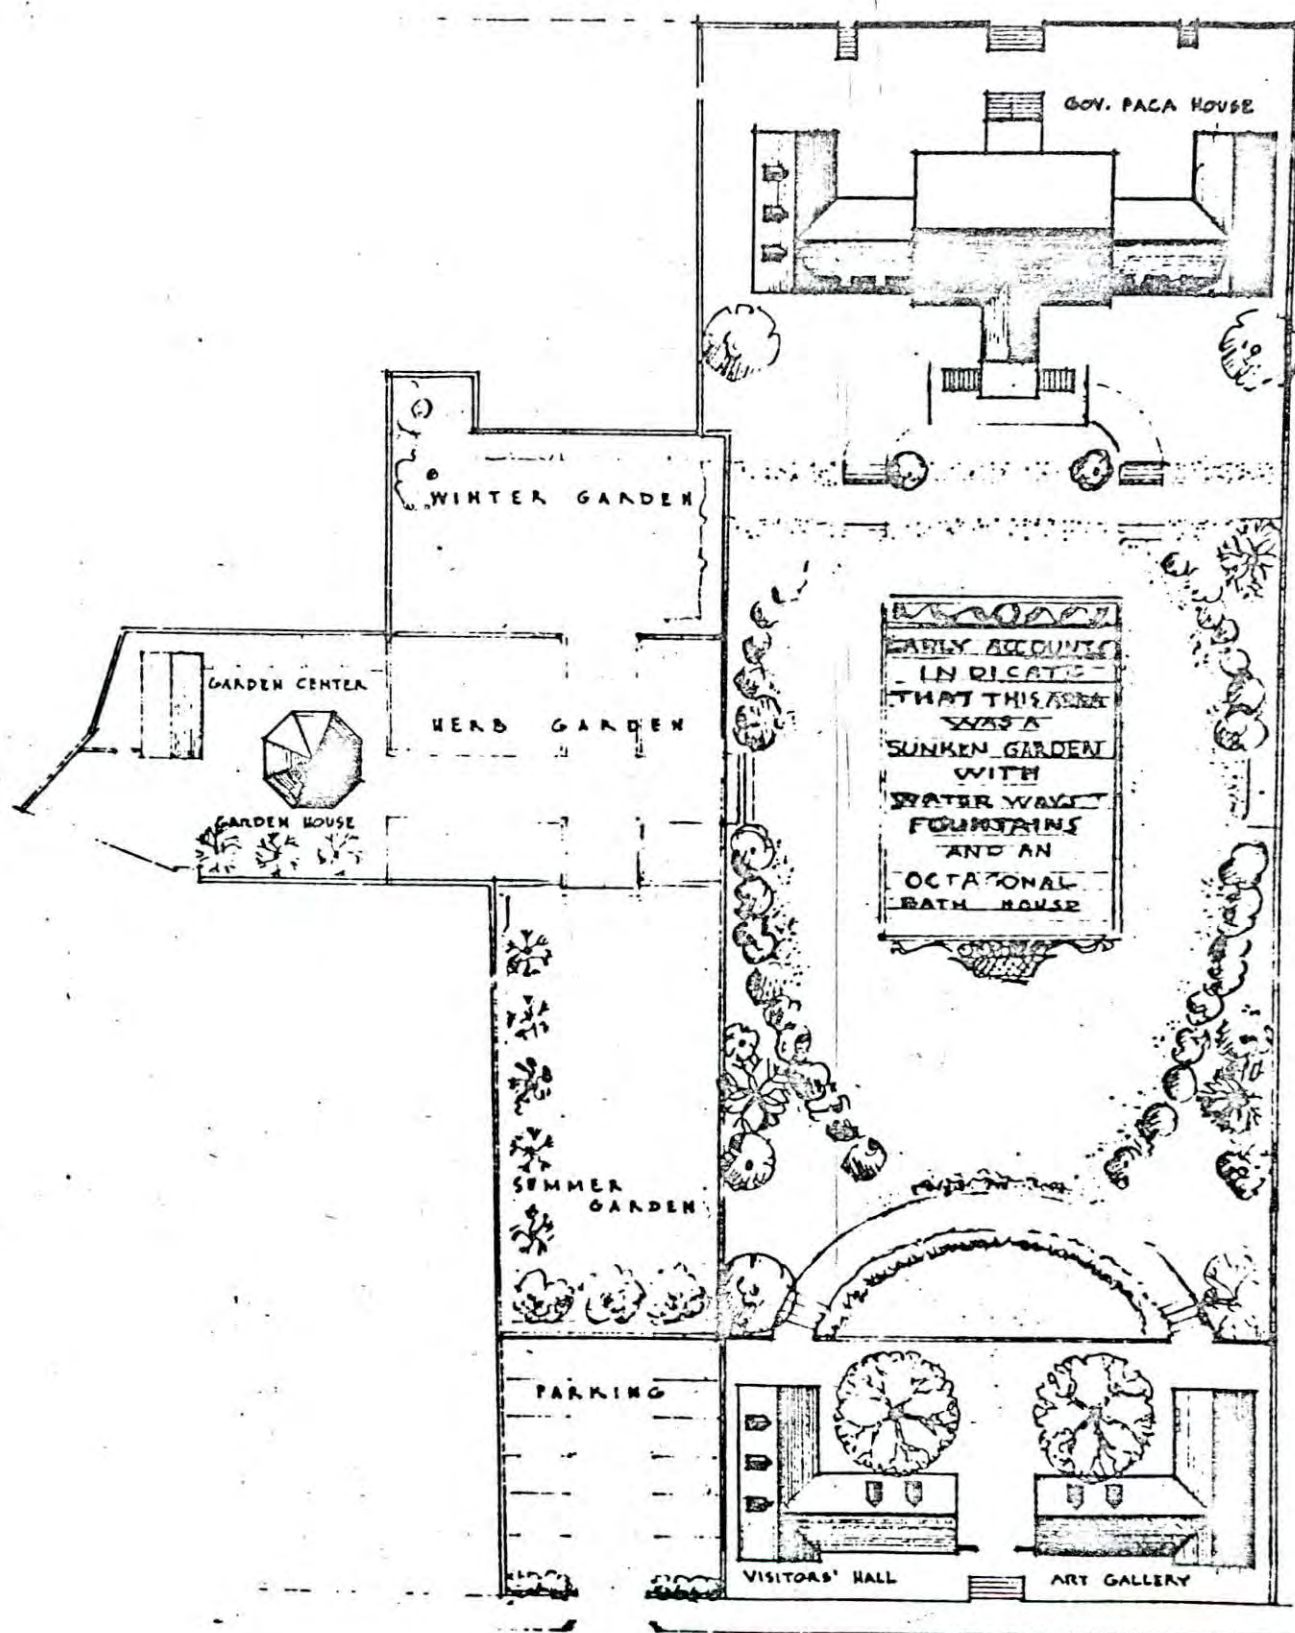 GOV. PACA HOUSE
WINTER GARDEN
GARDEN CENTER
HERB GARDEN
GARDEN HOUSE
EARLY ACCOUNTS
INDICATE
THAT THIS AREA
WAS A
SUNKEN GARDEN
WITH
WATER WAYS
FOUNTAINS
AND AN
OCTAGONAL
BATH HOUSE
SUMMER
GARDEN
PARKING
VISITORS' HALL
ART GALLERY